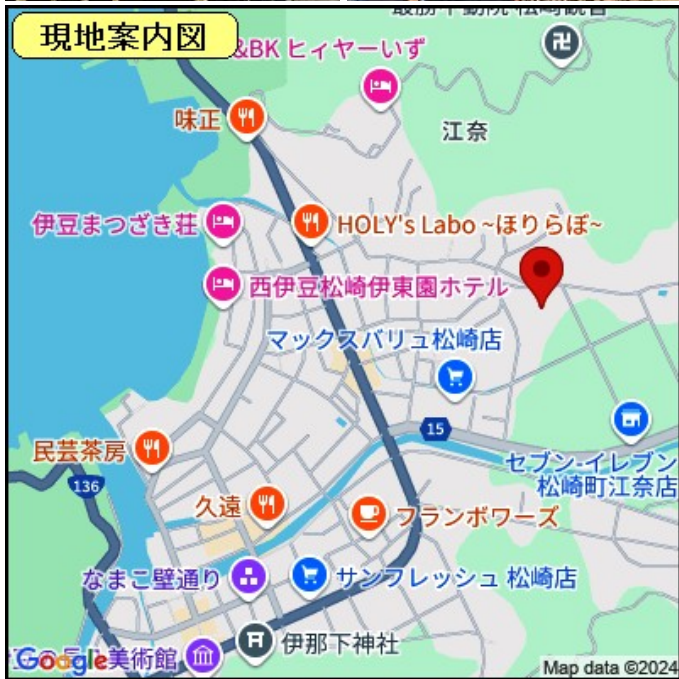 現地案内図
&BK ヒィヤーいず
味正
江奈
伊豆まつざき荘
HOLY's Labo ~ほりらぼ~
西伊豆松崎伊東園ホテル
マックスバリュ松崎店
15
民芸茶房
セブン-イレブン
松崎町江奈店
136
久遠
フランボワーズ
なまこ壁通り
サンフレッシュ 松崎店
伊那下神社
Google
美術館
Map data ©2024